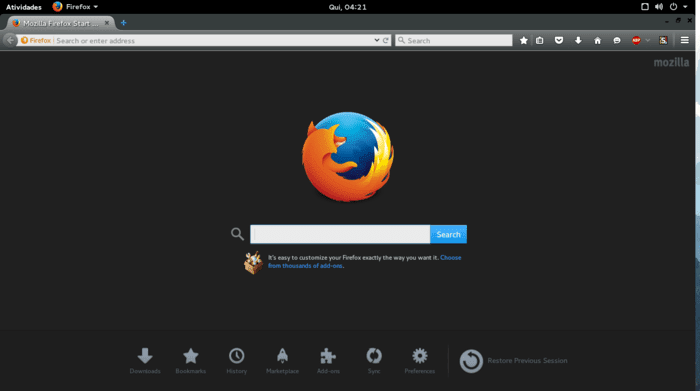 Atividades Firefox Qui, 04:21
Mozilla Firefox Start ...
Firefox Search or enter address Search
ABP
mozilla
Search
It's easy to customize your Firefox exactly the way you want it. Choose
from thousands of add-ons.
Downloads Bookmarks History Marketplace Add-ons Sync Preferences Restore Previous Session